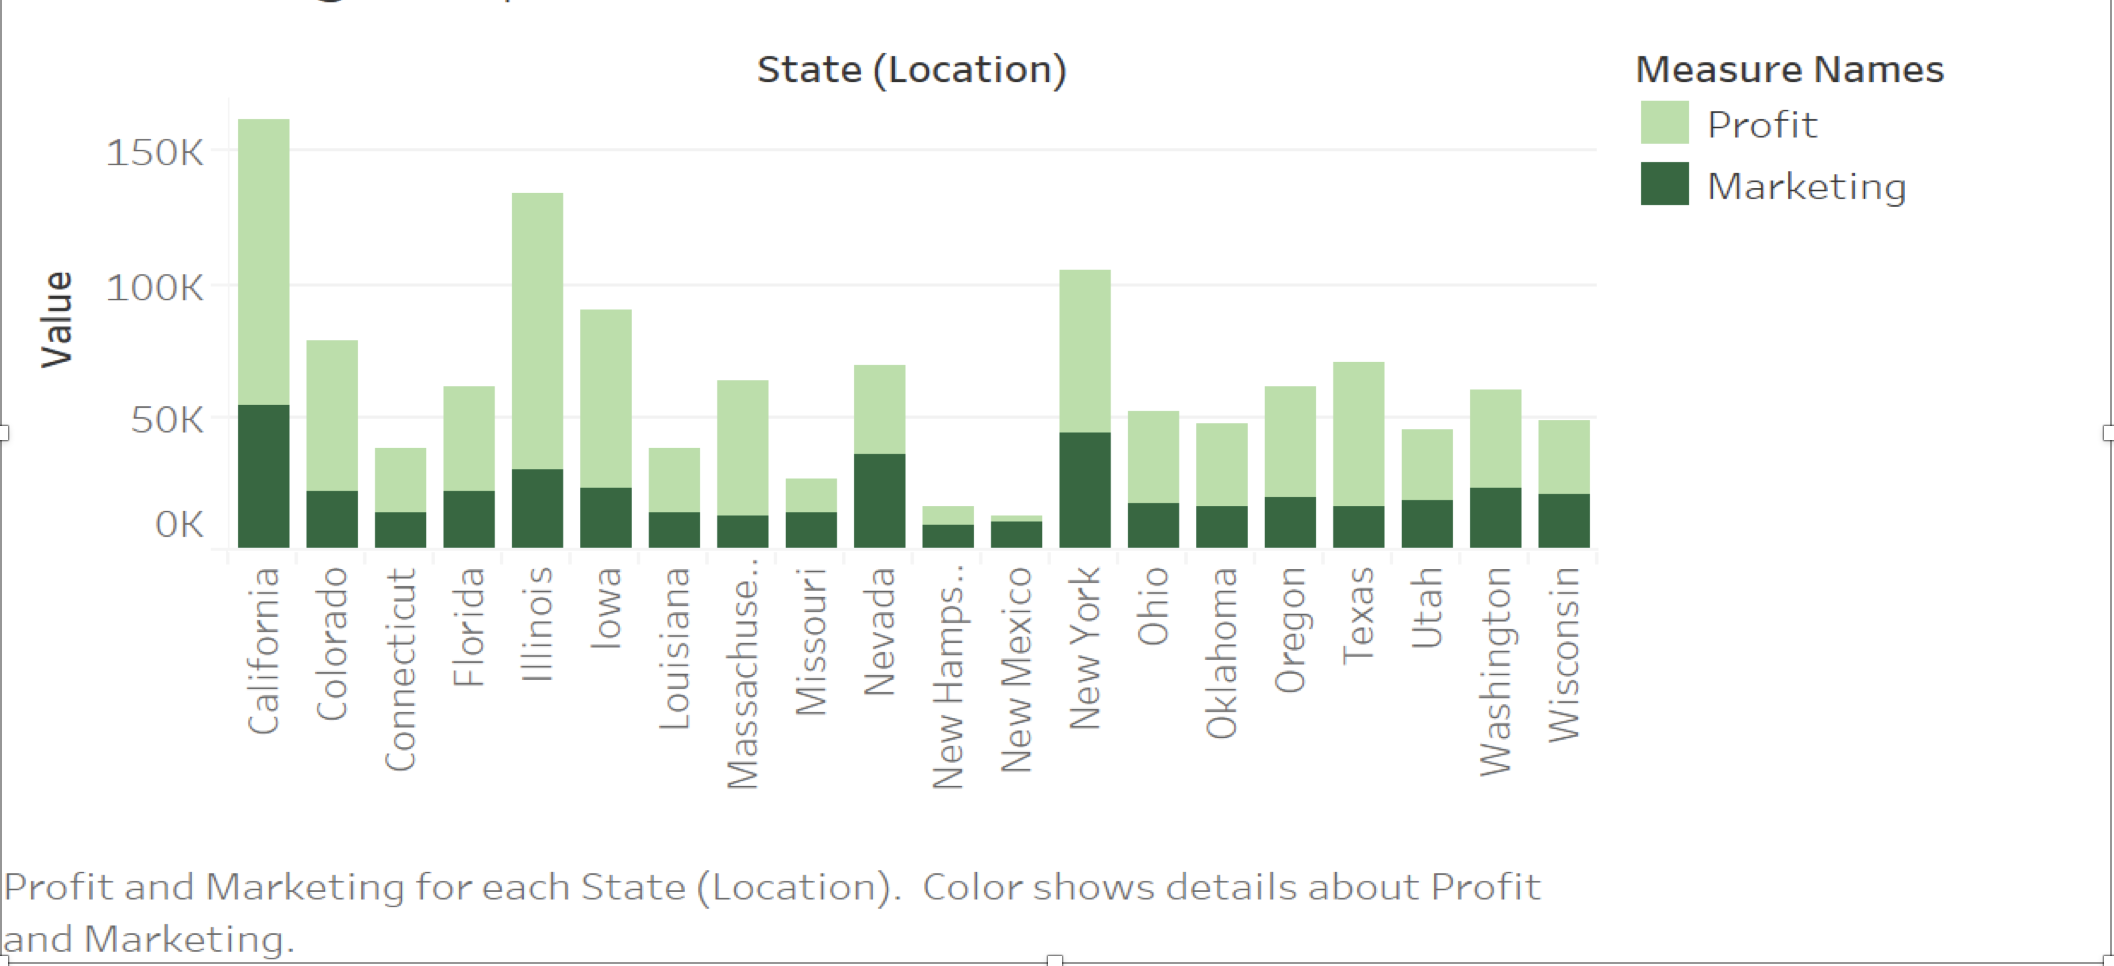 State (Location)
Measure Names
Profit
Marketing
Value
150K
100K
50K
0K
California
Colorado
Connecticut
Florida
Illinois
Iowa
Louisiana
Massachuse..
Missouri
Nevada
New Hamps..
New Mexico
New York
Ohio
Oklahoma
Oregon
Texas
Utah
Washington
Wisconsin
Profit and Marketing for each State (Location). Color shows details about Profit
and Marketing.